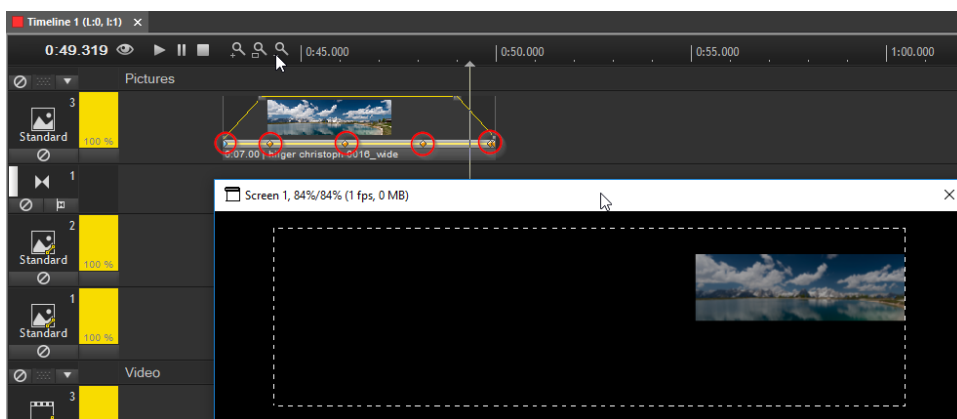 Timeline 1 (L:0, I:1) ×
0:49.319
0:45.000
0:50.000
0:55.000
1:00.000
Pictures
3
Standard
100 %
0:07.00 | hilger christoph 0016_wide
1
Screen 1, 84%/84% (1 fps, 0 MB)
2
Standard
100 %
1
Standard
100 %
Video
3